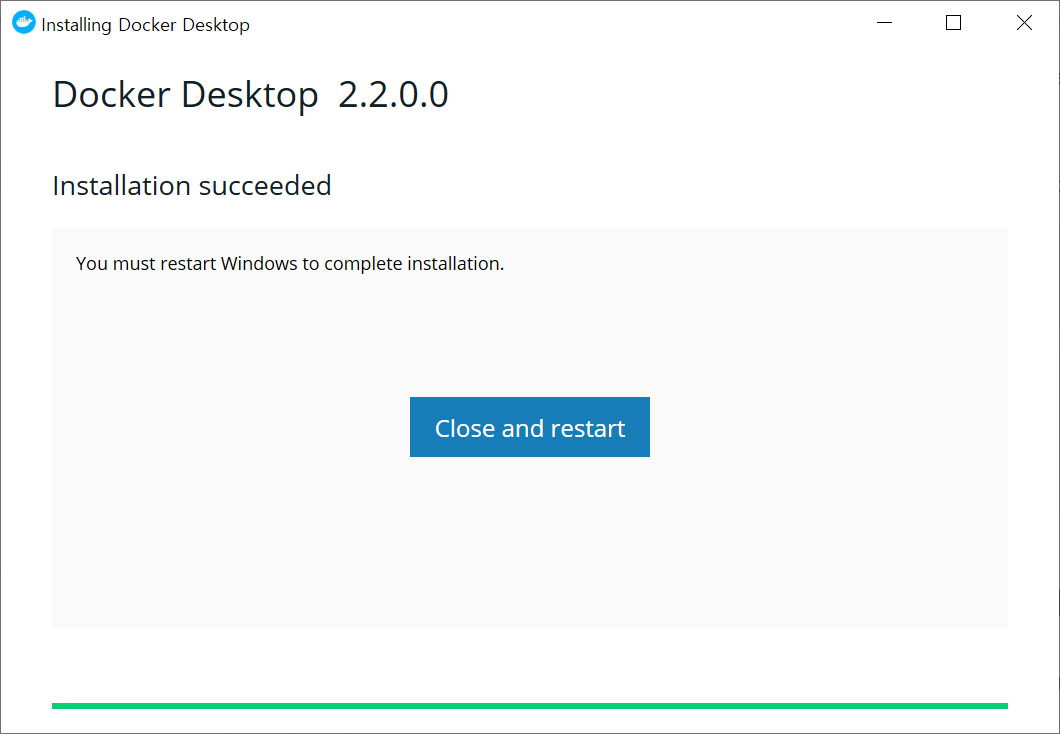 Installing Docker Desktop
Docker Desktop 2.2.0.0
Installation succeeded
You must restart Windows to complete installation.
Close and restart